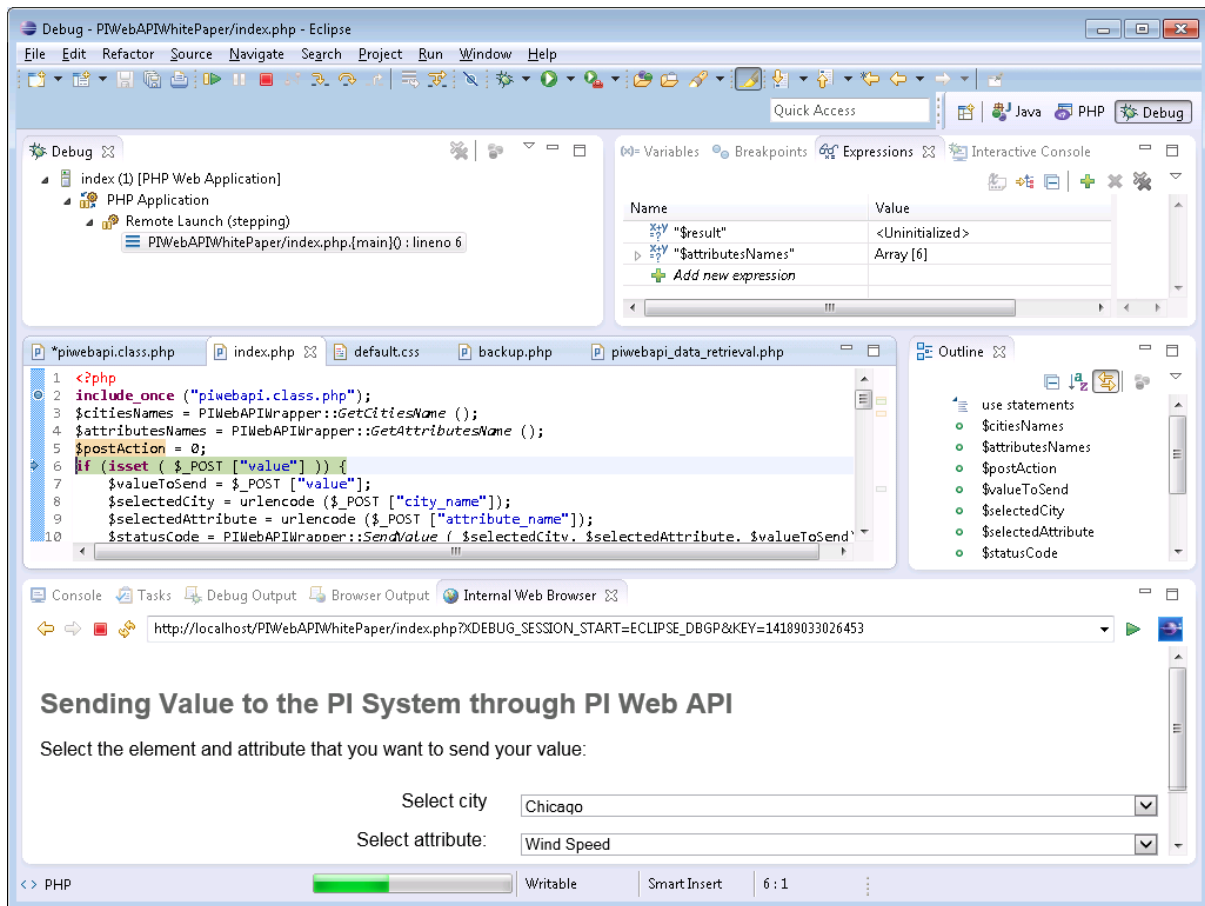 Debug - PIWebAPIWhitePaper/index.php - Eclipse
File Edit Refactor Source Navigate Search Project Run Window Help
Quick Access
Java PHP Debug
Debug
index (1) [PHP Web Application]
PHP Application
Remote Launch (stepping)
PIWebAPIWhitePaper/index.php.{main}() : lineno 6
(x)= Variables Breakpoints Expressions Interactive Console
Name Value
"$result" <Uninitialized>
"$attributesNames" Array [6]
Add new expression
*piwebapi.class.php index.php default.css backup.php piwebapi_data_retrieval.php
1 <?php
2 include_once ("piwebapi.class.php");
3 $citiesNames = PIWebAPIWrapper::GetCitiesName ();
4 $attributesNames = PIWebAPIWrapper::GetAttributesName ();
5 $postAction = 0;
6 if (isset ( $_POST ["value"] )) {
7 $valueToSend = $_POST ["value"];
8 $selectedCity = urlencode ($_POST ["city_name"]);
9 $selectedAttribute = urlencode ($_POST ["attribute_name"]);
10 $statusCode = PIWebAPIWrapper::SendValue ( $selectedCity, $selectedAttribute, $valueToSend)
Outline
use statements
$citiesNames
$attributesNames
$postAction
$valueToSend
$selectedCity
$selectedAttribute
$statusCode
Console Tasks Debug Output Browser Output Internal Web Browser
http://localhost/PIWebAPIWhitePaper/index.php?XDEBUG_SESSION_START=ECLIPSE_DBGP&KEY=14189033026453
Sending Value to the PI System through PI Web API
Select the element and attribute that you want to send your value:
Select city Chicago
Select attribute: Wind Speed
<> PHP Writable Smart Insert 6 : 1